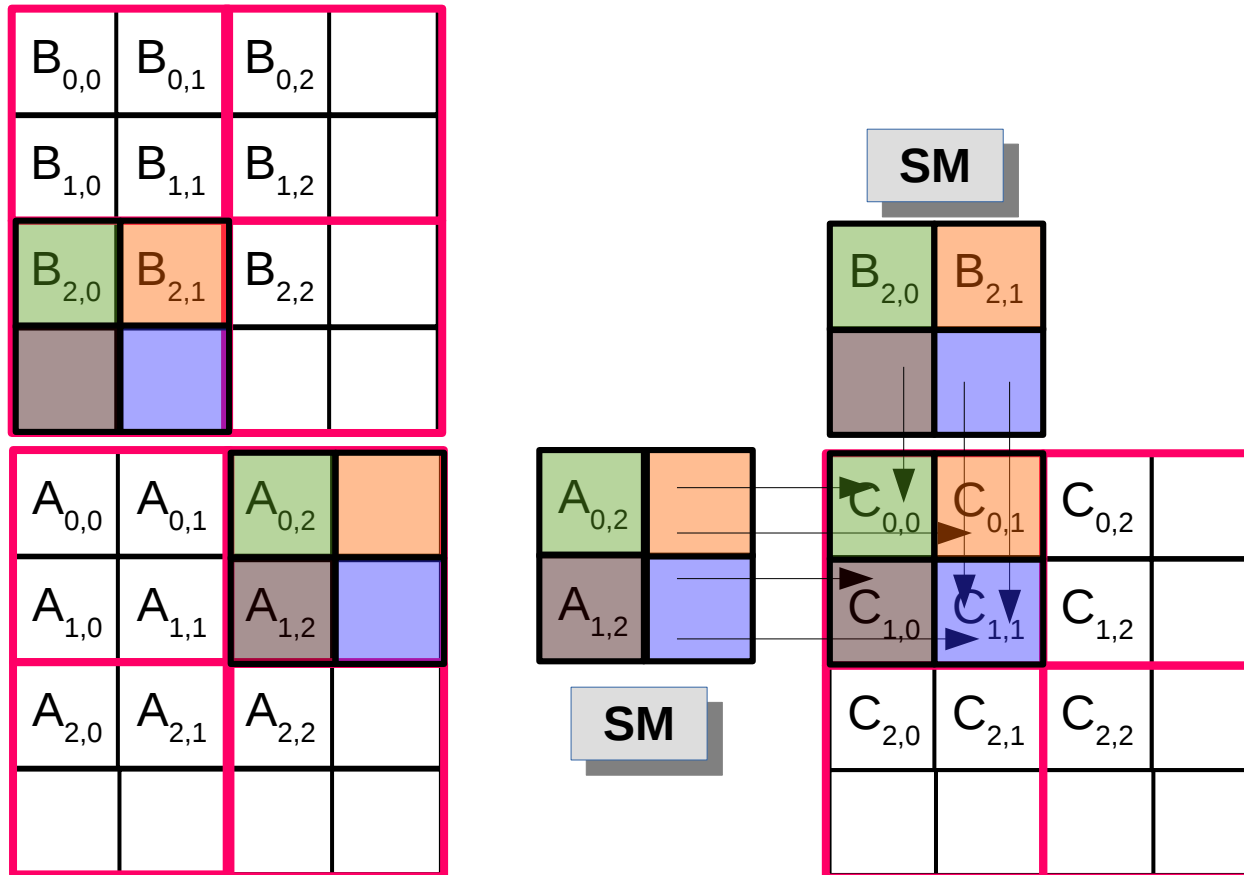 B0,0 B0,1 B0,2
B1,0 B1,1 B1,2
B2,0 B2,1 B2,2
A0,0 A0,1 A0,2
A1,0 A1,1 A1,2
A2,0 A2,1 A2,2
SM
B2,0 B2,1
A0,2
A1,2
SM
C0,0 C0,1 C0,2
C1,0 C1,1 C1,2
C2,0 C2,1 C2,2